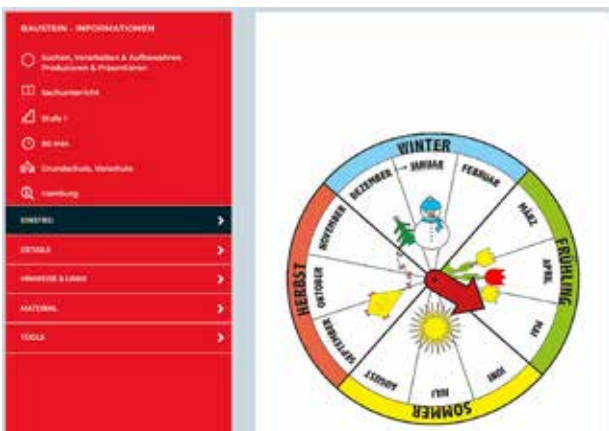 BAUSTEIN - INFORMATIONEN
Suchen, Verarbeiten & Aufbewahren
Produzieren & Präsentieren
Sachunterricht
Stufe 1
90 min
Grundschule, Vorschule
Hamburg
EINSTIEG
DETAILS
HINWEISE & LINKS
MATERIAL
TOOLS
WINTER
DEZEMBER
→ JANUAR
FEBRUAR
FRÜHLING
MÄRZ
APRIL
MAI
SOMMER
JUNI
JULI
AUGUST
HERBST
SEPTEMBER
OKTOBER
NOVEMBER